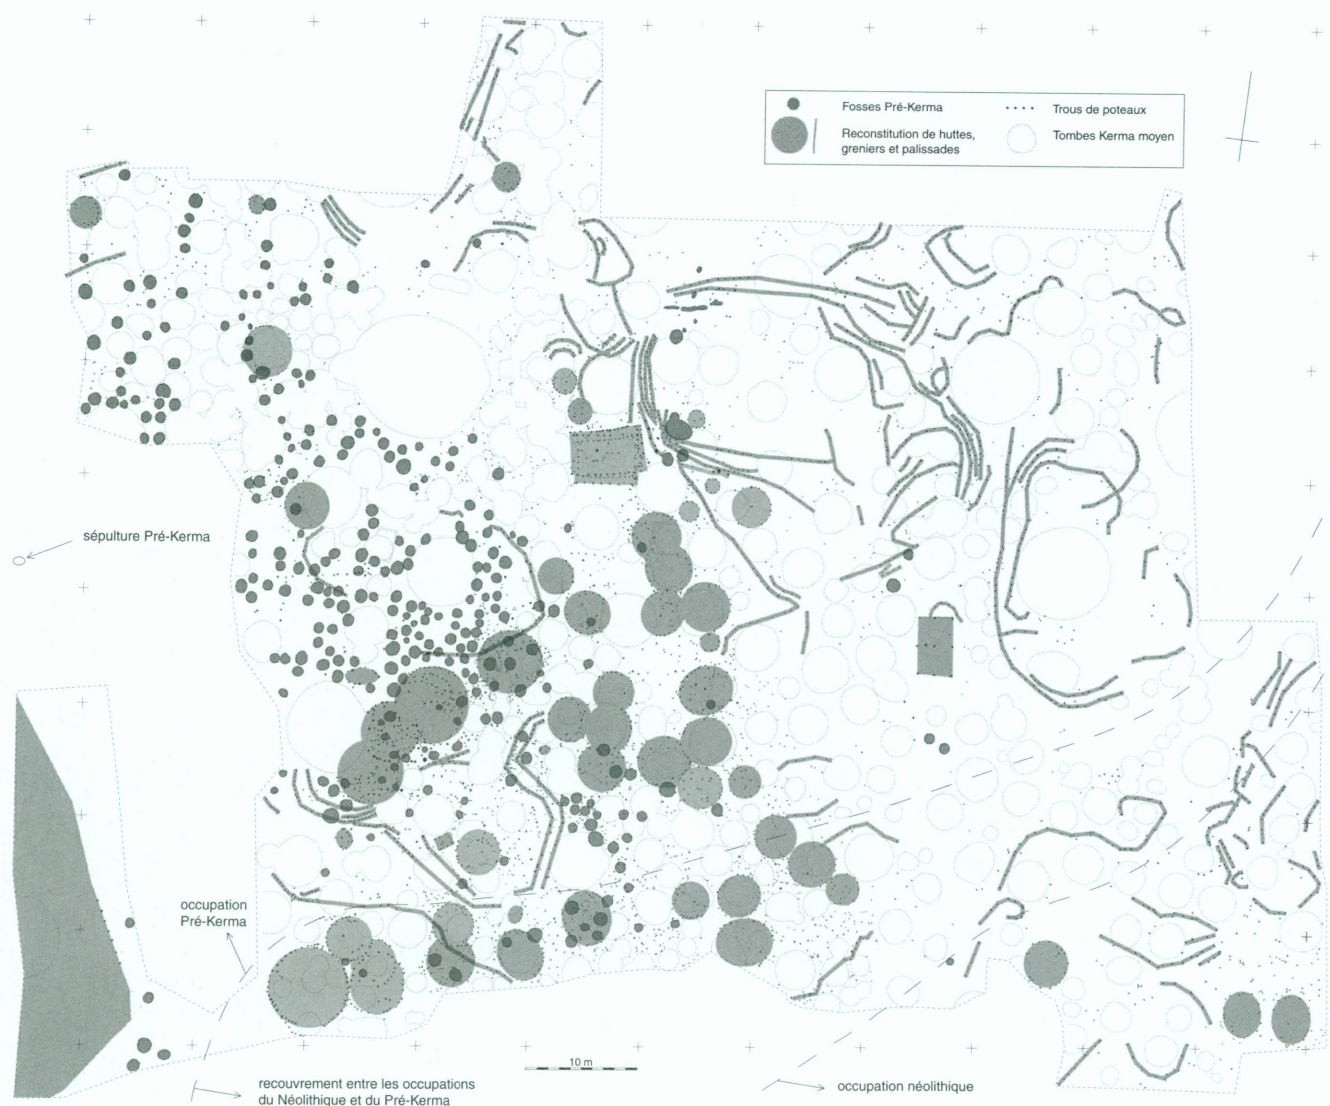 Fosses Pré-Kerma
Reconstitution de huttes,
greniers et palissades
Trous de poteaux
Tombes Kerma moyen
sépulture Pré-Kerma
occupation
Pré-Kerma
10 m
recouvrement entre les occupations
du Néolithique et du Pré-Kerma
occupation néolithique